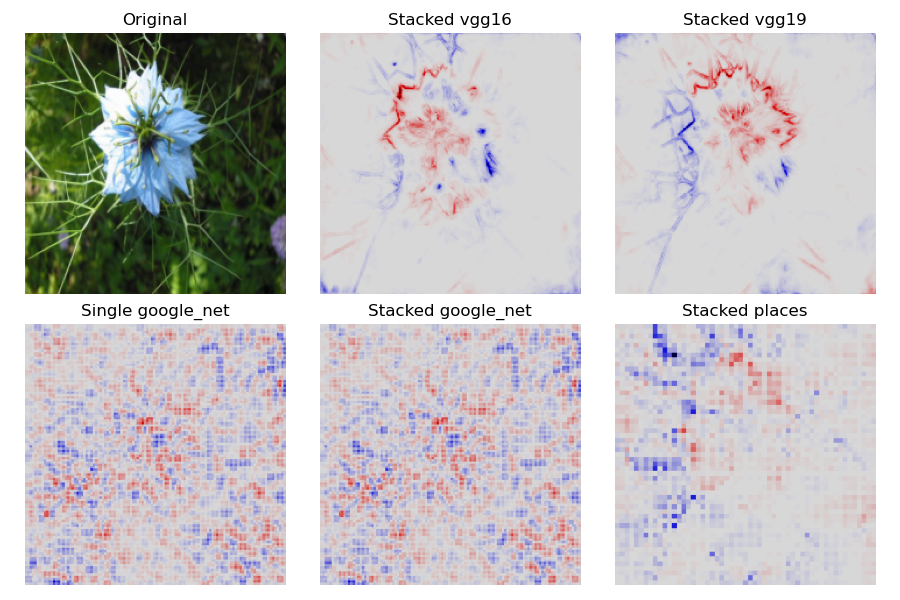 Original
Stacked vgg16
Stacked vgg19
Single google_net
Stacked google_net
Stacked places